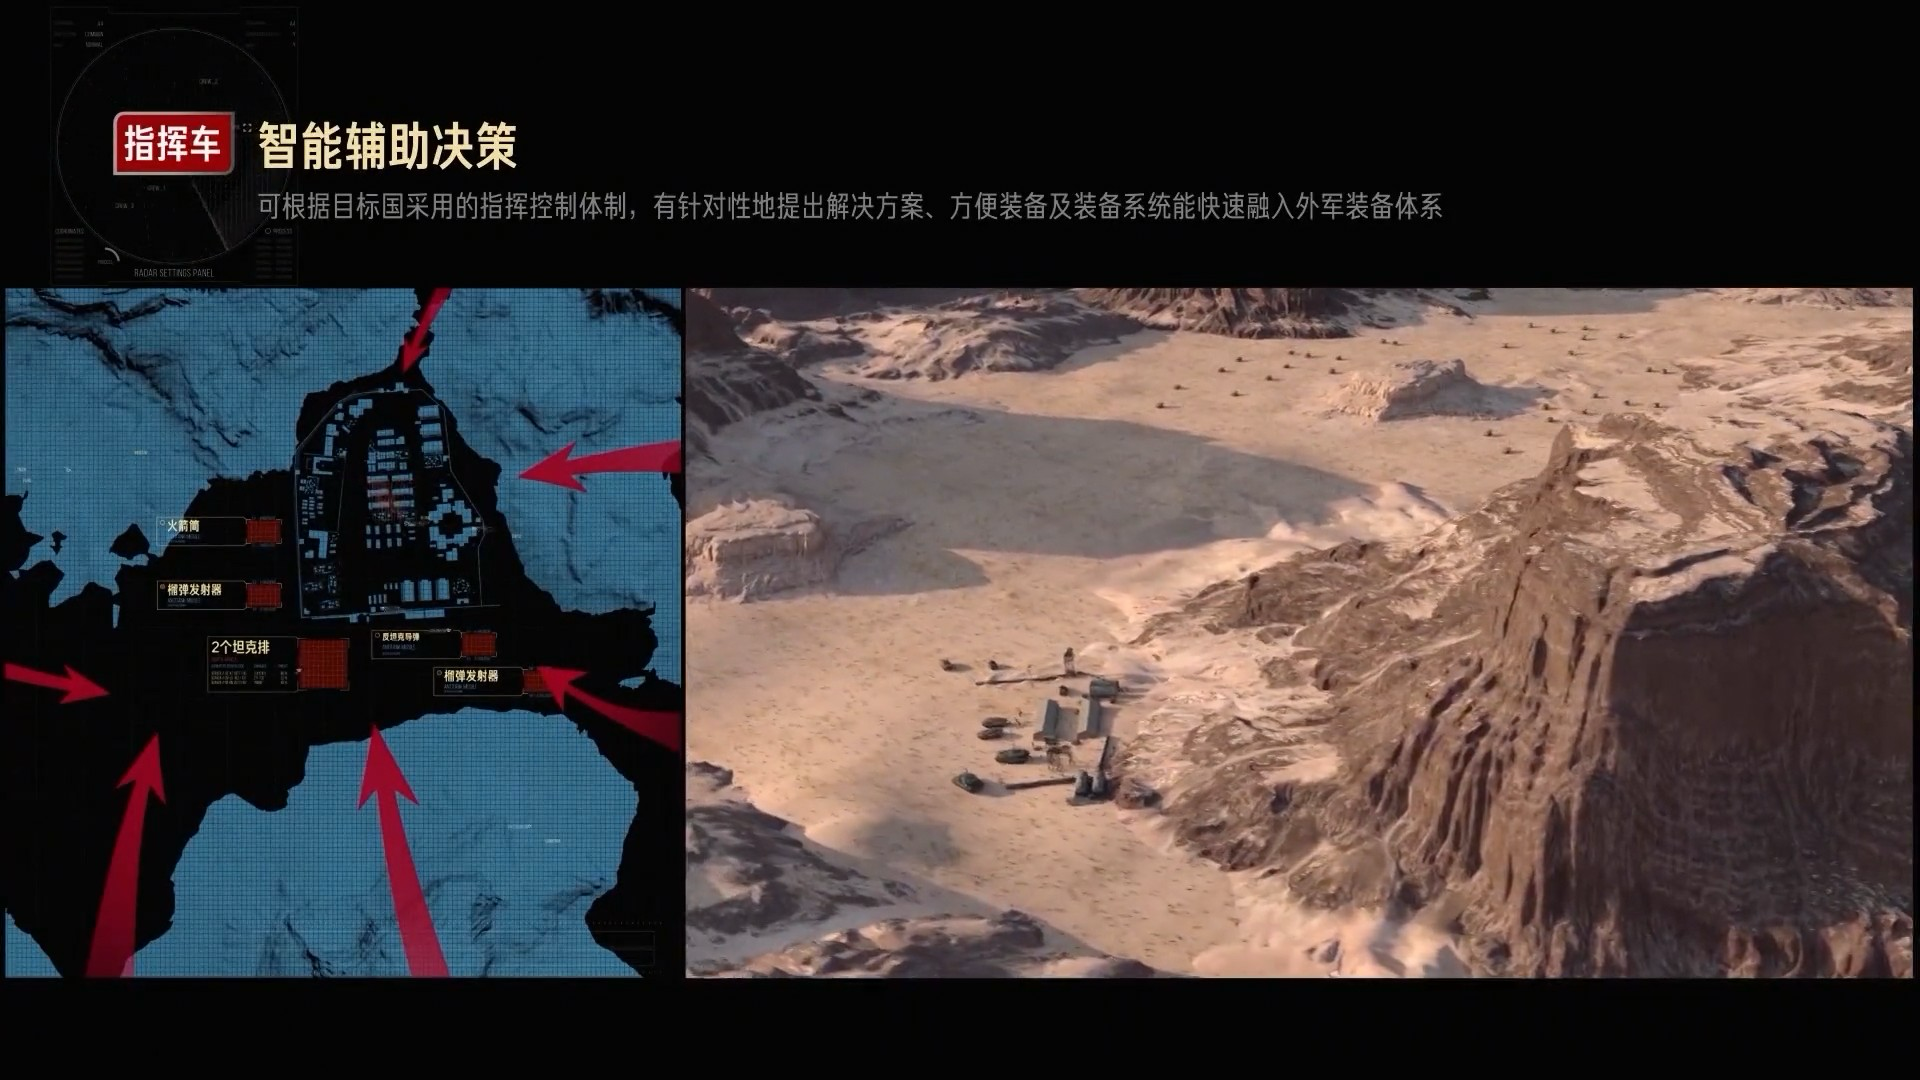 指挥车
智能辅助决策
可根据目标国采用的指挥控制体制，有针对性地提出解决方案、方便装备及装备系统能快速融入外军装备体系
RADAR SETTINGS PANEL
火箭筒
榴弹发射器
2个坦克排
反坦克导弹
榴弹发射器